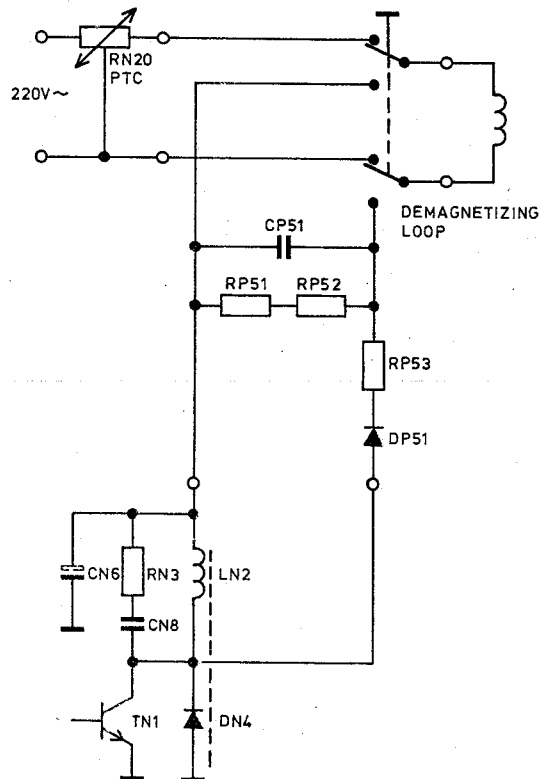 RN20
PTC
220V~
DEMAGNETIZING
LOOP
CP51
RP51
RP52
RP53
DP51
CN6
RN3
LN2
CN8
TN1
DN4